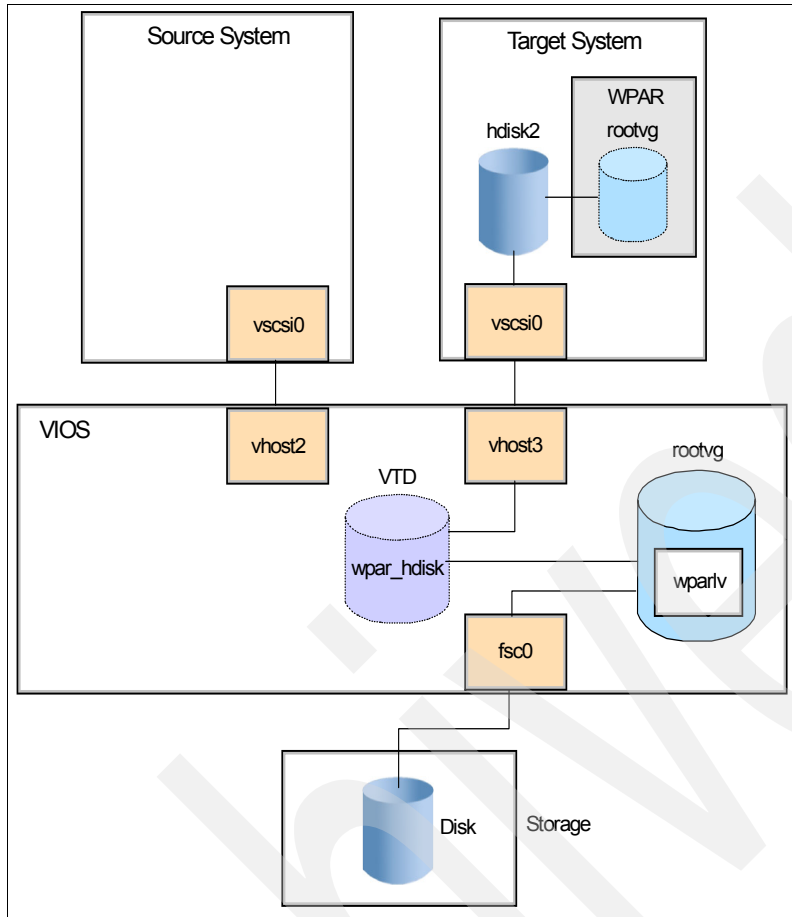 Source System
Target System
WPAR
rootvg
hdisk2
vscsi0
vscsi0
VIOS
vhost2
vhost3
rootvg
VTD
wpar_hdisk
wparlv
fsc0
Disk
Storage